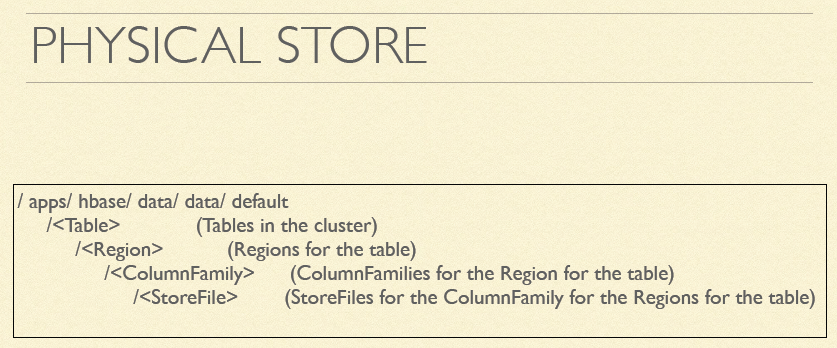 PHYSICAL STORE
/ apps/ hbase/ data/ data/ default
/<Table> (Tables in the cluster)
/<Region> (Regions for the table)
/<ColumnFamily> (ColumnFamilies for the Region for the table)
/<StoreFile> (StoreFiles for the ColumnFamily for the Regions for the table)